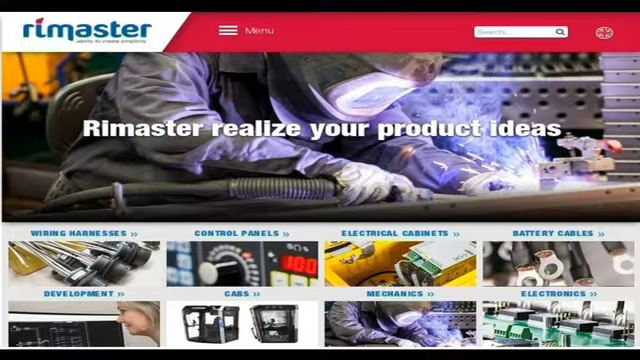 rimaster
ability to create simplicity
Menu
Search...
Rimaster realize your product ideas
WIRING HARNESSES >>
CONTROL PANELS >>
ELECTRICAL CABINETS >>
BATTERY CABLES >>
100
DEVELOPMENT >>
CABS >>
MECHANICS >>
ELECTRONICS >>